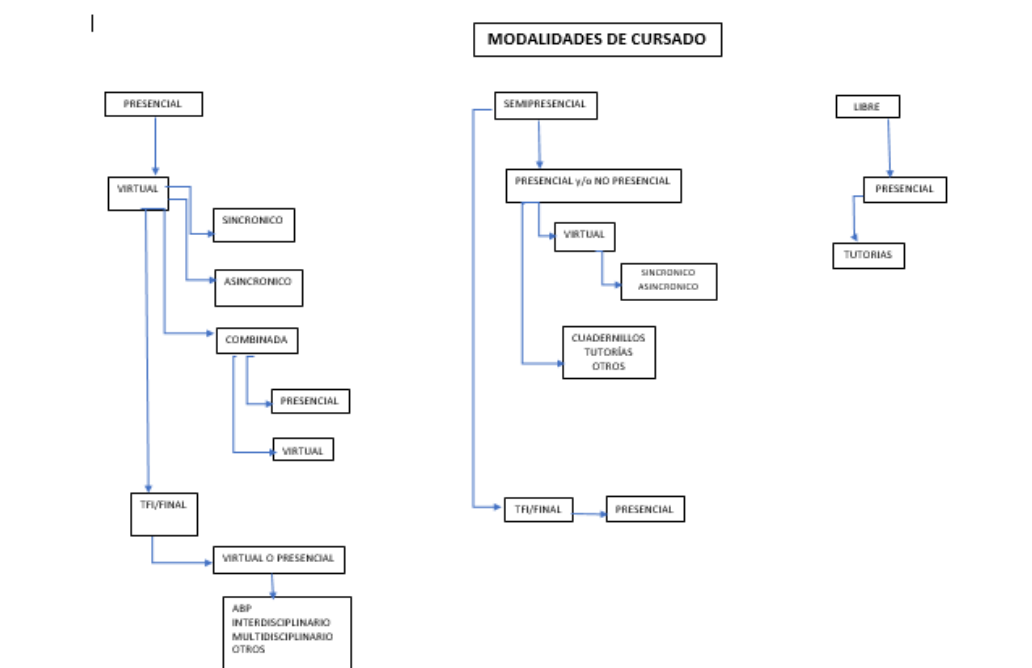 MODALIDADES DE CURSADO
PRESENCIAL
VIRTUAL
SINCRONICO
ASINCRONICO
COMBINADA
PRESENCIAL
VIRTUAL
TFI/FINAL
VIRTUAL O PRESENCIAL
ABP
INTERDISCIPLINARIO
MULTIDISCIPLINARIO
OTROS
SEMIPRESENCIAL
PRESENCIAL y/o NO PRESENCIAL
VIRTUAL
SINCRONICO
ASINCRONICO
CUADERNILLOS
TUTORÍAS
OTROS
TFI/FINAL
PRESENCIAL
LIBRE
PRESENCIAL
TUTORIAS